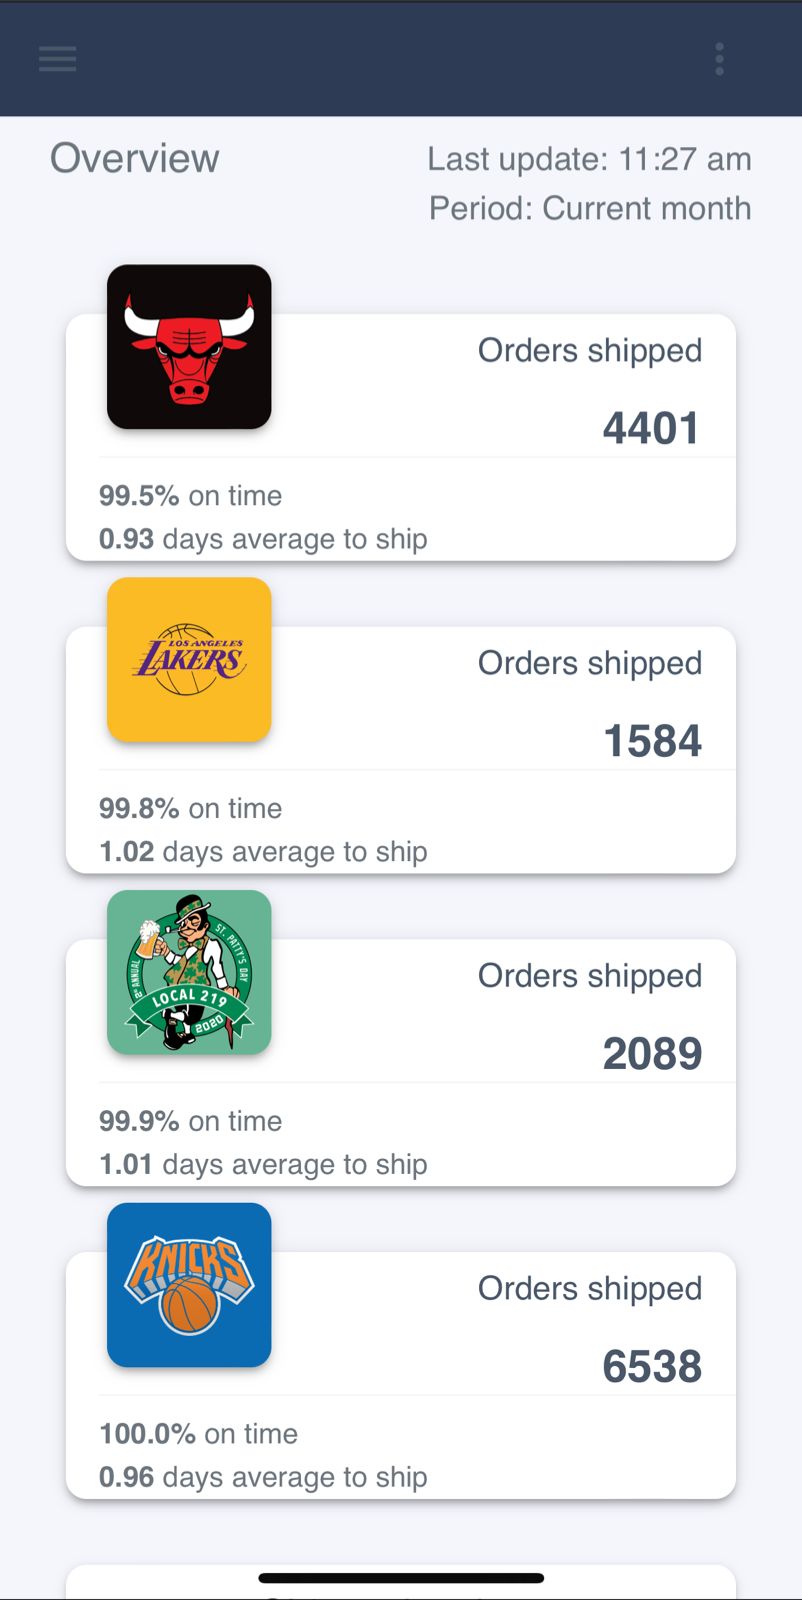 Overview
Last update: 11:27 am
Period: Current month
Orders shipped
4401
99.5% on time
0.93 days average to ship
LOS ANGELES
LAKERS
Orders shipped
1584
99.8% on time
1.02 days average to ship
ST. PATTY'S DAY
ANNUAL
LOCAL 219
2020
Orders shipped
2089
99.9% on time
1.01 days average to ship
KNICKS
Orders shipped
6538
100.0% on time
0.96 days average to ship